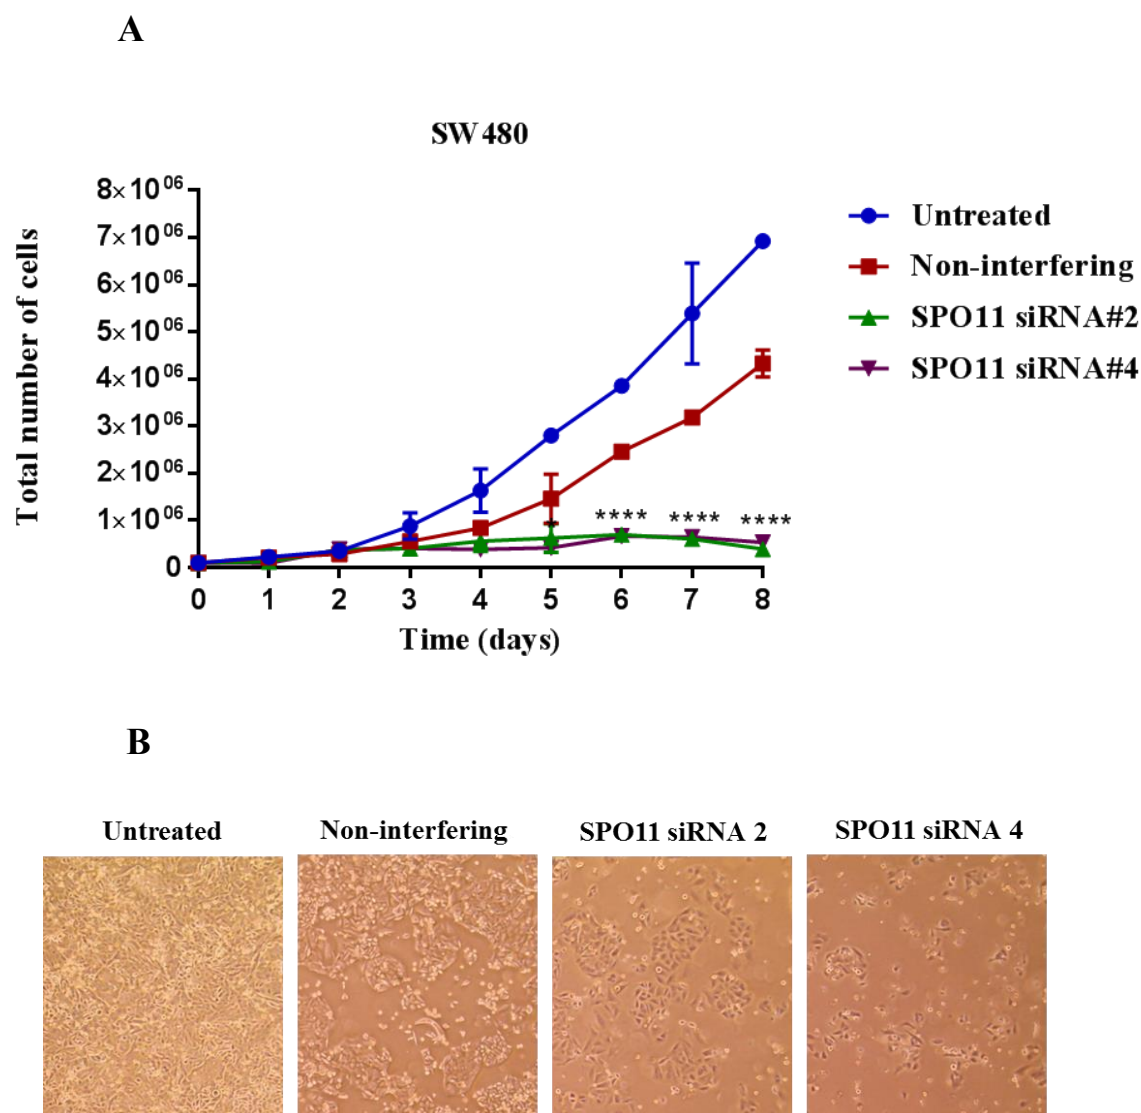 A
SW480
Total number of cells
8×10⁰⁶
7×10⁰⁶
6×10⁰⁶
5×10⁰⁶
4×10⁰⁶
3×10⁰⁶
2×10⁰⁶
1×10⁰⁶
0
* **** **** ****
0 1 2 3 4 5 6 7 8
Time (days)
Untreated
Non-interfering
SPO11 siRNA#2
SPO11 siRNA#4
B
Untreated Non-interfering SPO11 siRNA 2 SPO11 siRNA 4